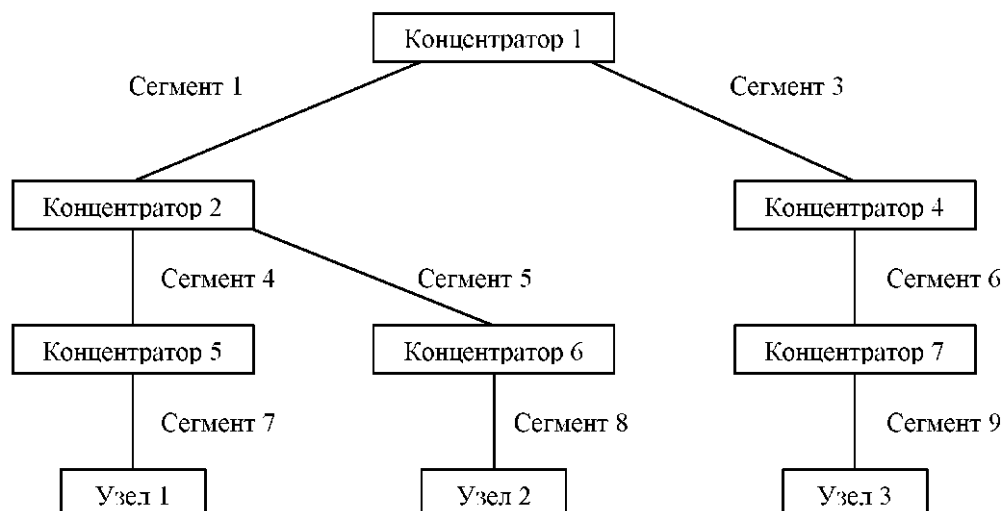 Концентратор 1
Сегмент 1
Сегмент 3
Концентратор 2
Концентратор 4
Сегмент 4
Сегмент 5
Сегмент 6
Концентратор 5
Концентратор 6
Концентратор 7
Сегмент 7
Сегмент 8
Сегмент 9
Узел 1
Узел 2
Узел 3